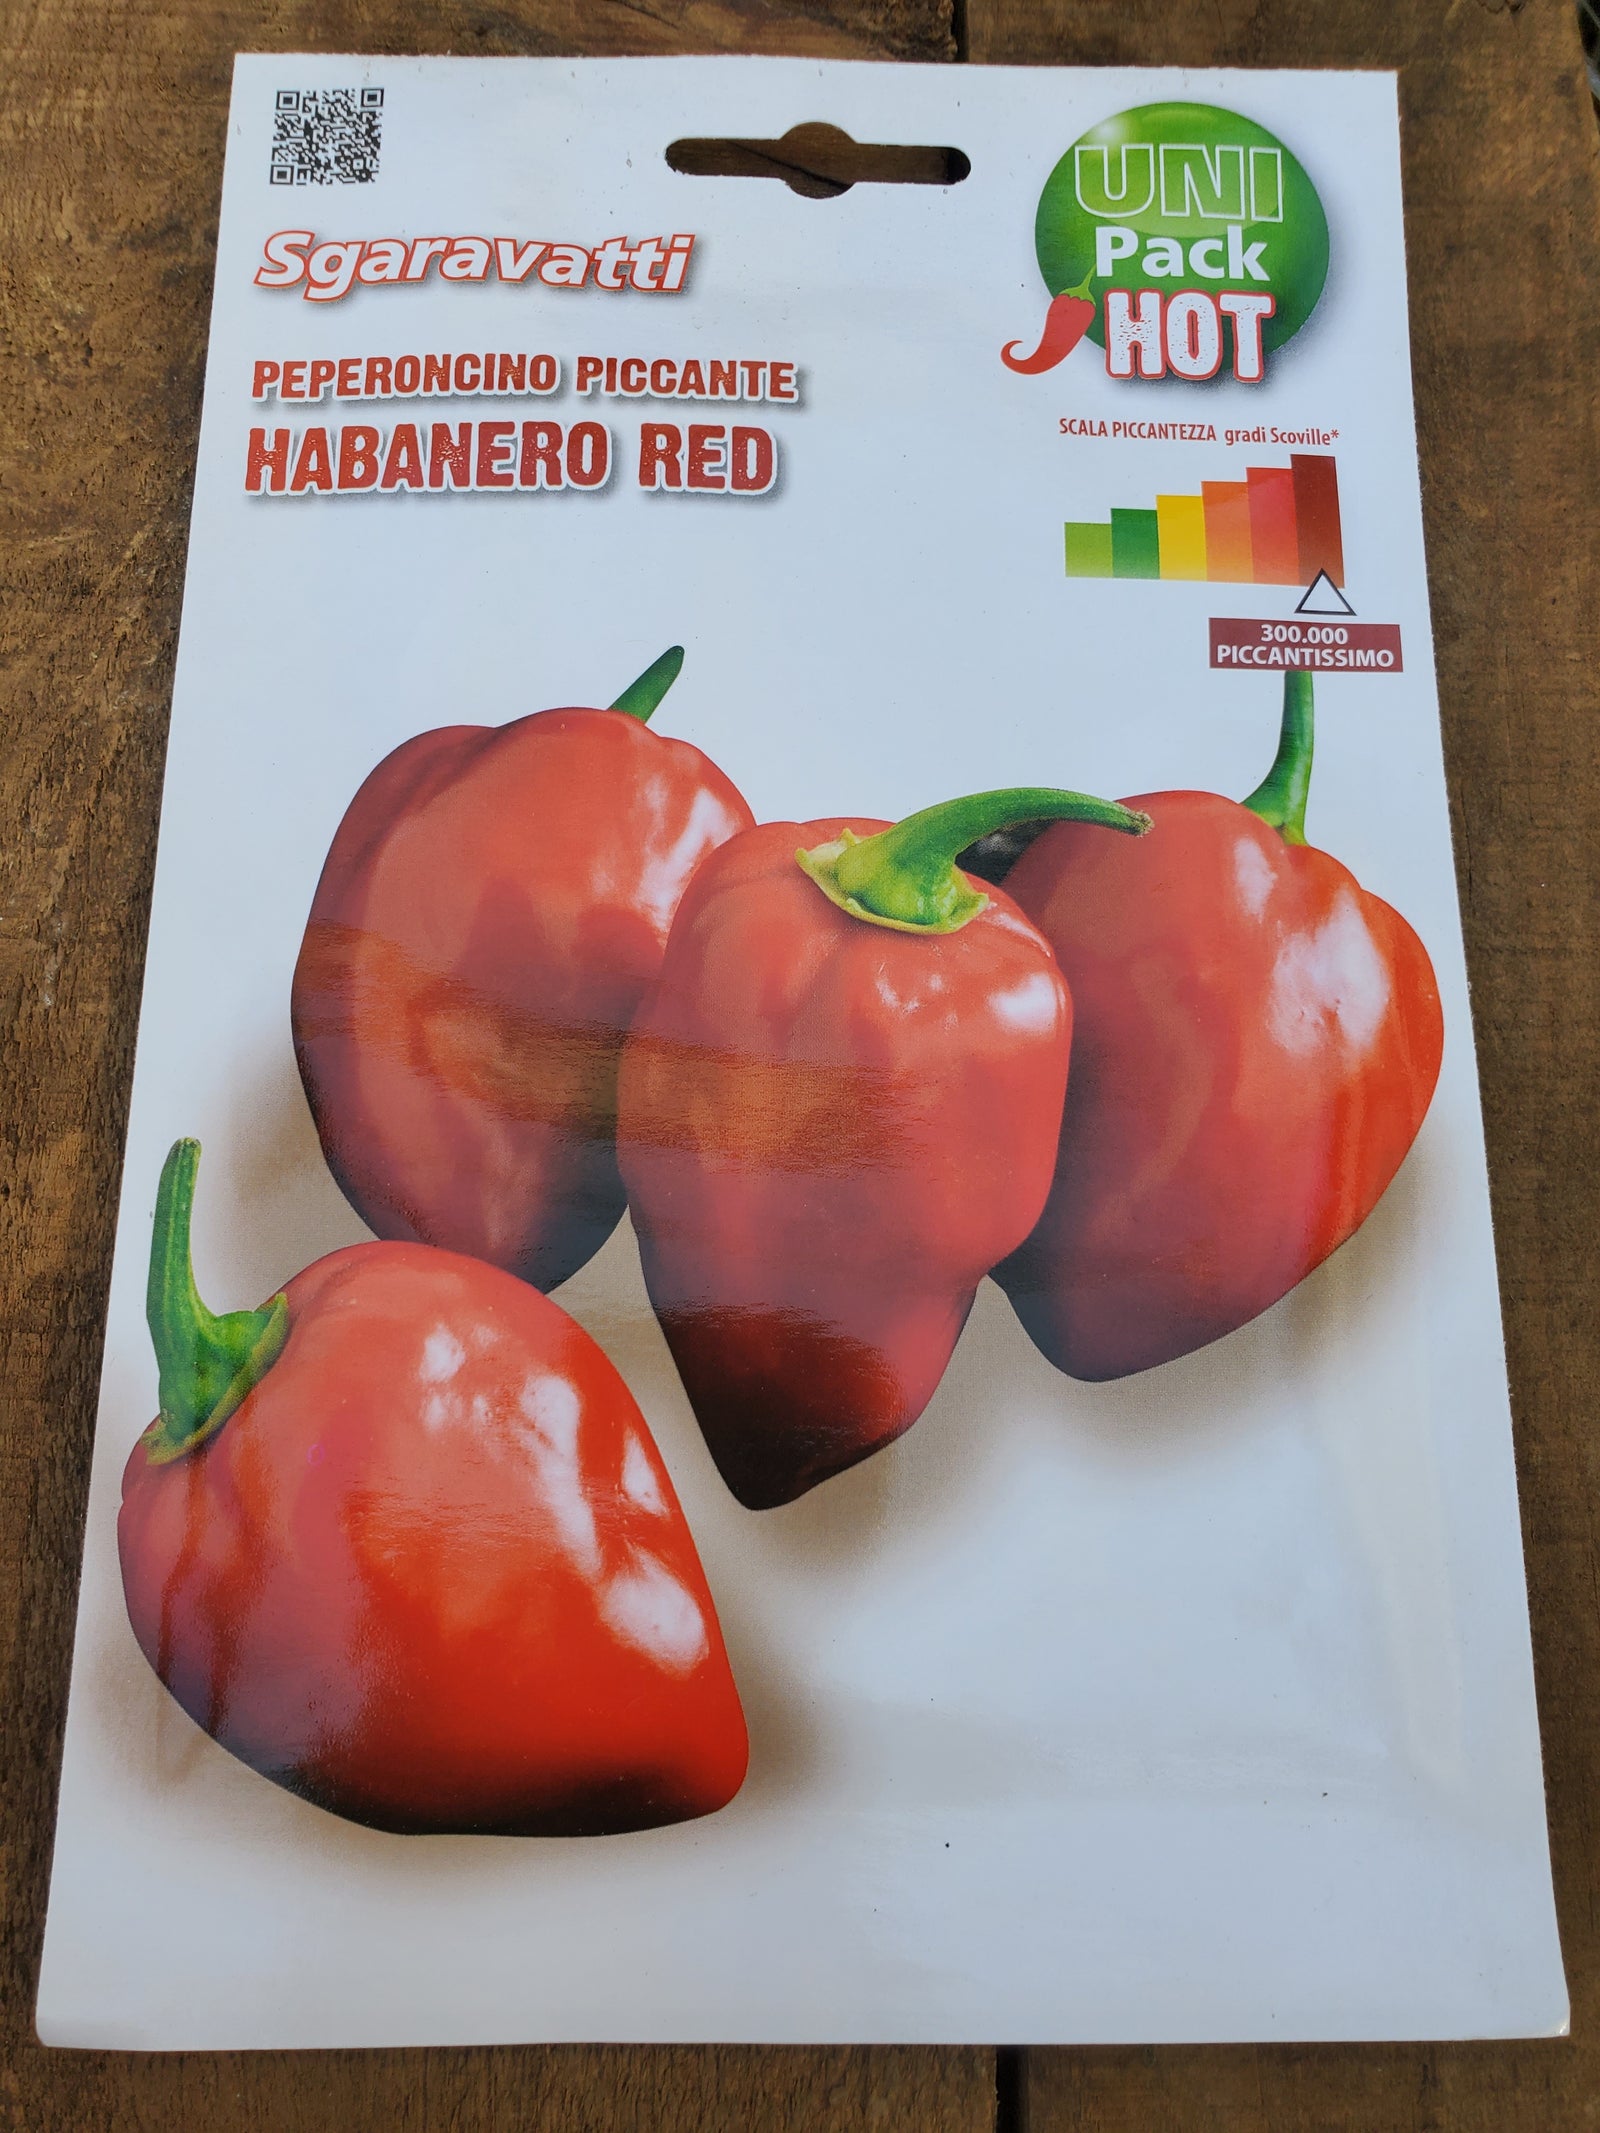 Sgaravatti
PEPERONCINO PICCANTE
HABANERO RED
UNI
Pack
HOT
SCALA PICCANTEZZA gradi Scoville*
300.000
PICCANTISSIMO